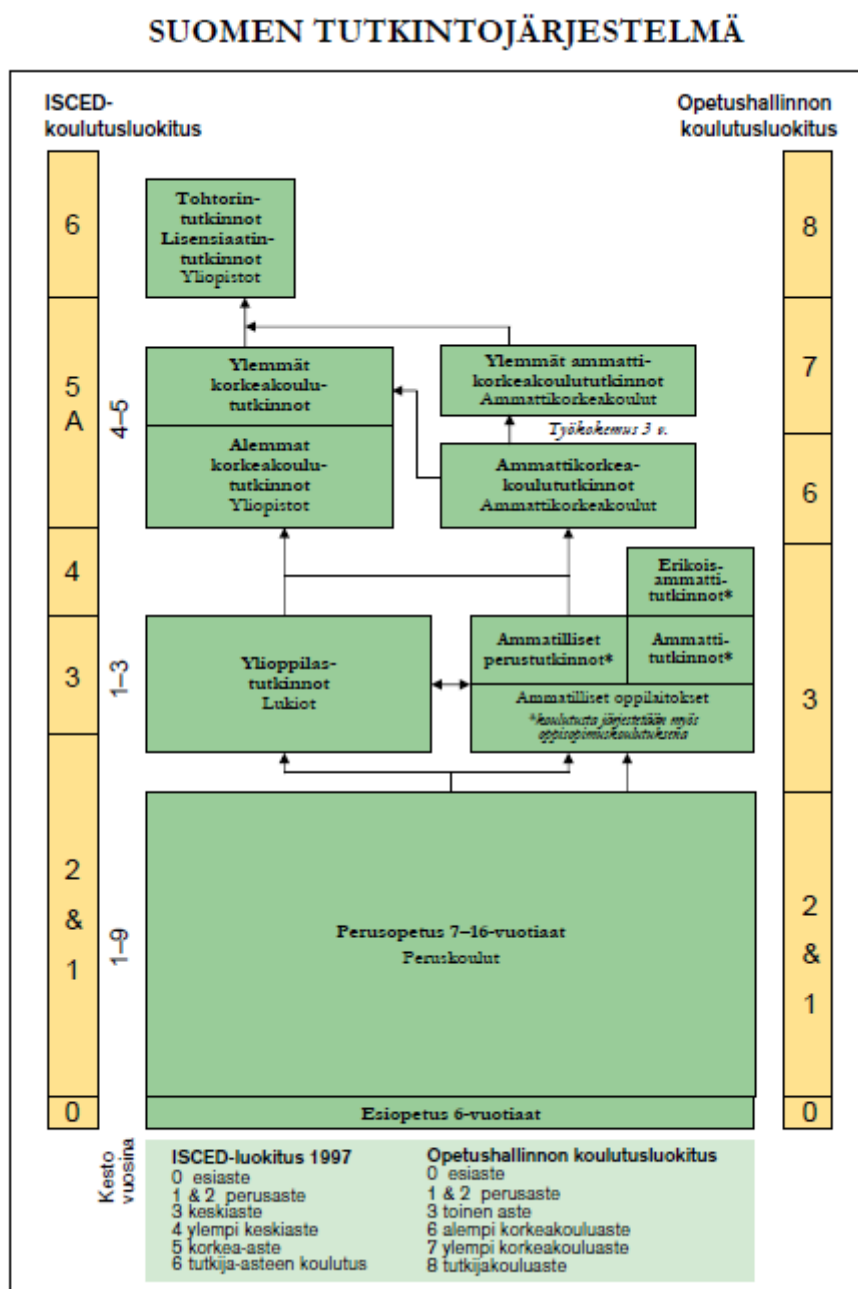 SUOMEN TUTKINTOJÄRJESTELMÄ
ISCED-
koulutusluokitus
Opetushallinnon
koulutusluokitus
6
5
A
4
3
2
&
1
0
4–5
1–3
1–9
Kesto
vuosina
Tohtorin-
tutkinnot
Lisensiaatin-
tutkinnot
Yliopistot
Ylemmät
korkeakoulu-
tutkinnot
Alemmat
korkeakoulu-
tutkinnot
Yliopistot
Ylemmät ammatti-
korkeakoulututkinnot
Ammattikorkeakoulut
Työkokemus 3 v.
Ammattikorkea-
koulututkinnot
Ammattikorkeakoulut
Erikois-
ammatti-
tutkinnot*
Ylioppilas-
tutkinnot
Lukiot
Ammatilliset
perustutkinnot*
Ammatti-
tutkinnot*
Ammatilliset oppilaitokset
*koulutusta järjestetään myös
oppisopimuskoulutuksena
Perusopetus 7–16-vuotiaat
Peruskoulut
Esiopetus 6-vuotiaat
8
7
6
3
2
&
1
0
ISCED-luokitus 1997
0 esiaste
1 & 2 perusaste
3 keskiaste
4 ylempi keskiaste
5 korkea-aste
6 tutkija-asteen koulutus
Opetushallinnon koulutusluokitus
0 esiaste
1 & 2 perusaste
3 toinen aste
6 alempi korkeakouluaste
7 ylempi korkeakouluaste
8 tutkijakouluaste